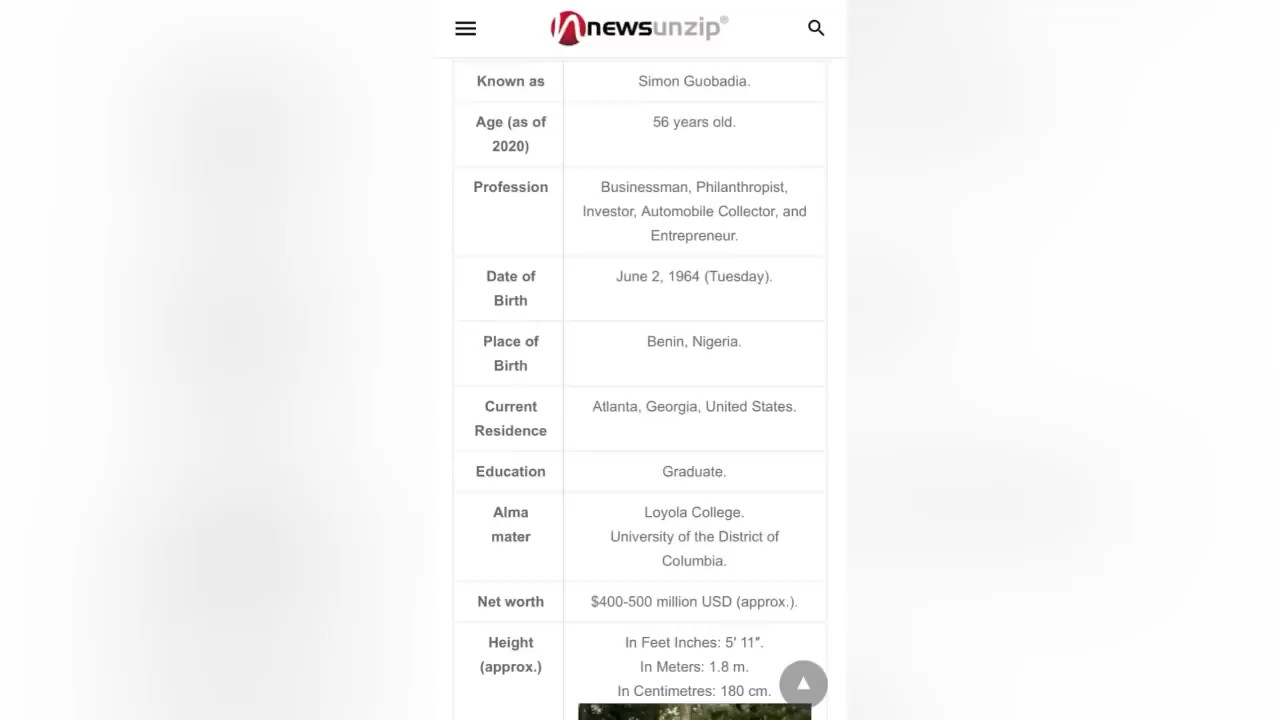 newsunzip®
Known as
Simon Guobadia.
Age (as of
2020)
56 years old.
Profession
Businessman, Philanthropist,
Investor, Automobile Collector, and
Entrepreneur.
Date of
Birth
June 2, 1964 (Tuesday).
Place of
Birth
Benin, Nigeria.
Current
Residence
Atlanta, Georgia, United States.
Education
Graduate.
Alma
mater
Loyola College.
University of the District of
Columbia.
Net worth
$400-500 million USD (approx.).
Height
(approx.)
In Feet Inches: 5′ 11″.
In Meters: 1.8 m.
In Centimetres: 180 cm.